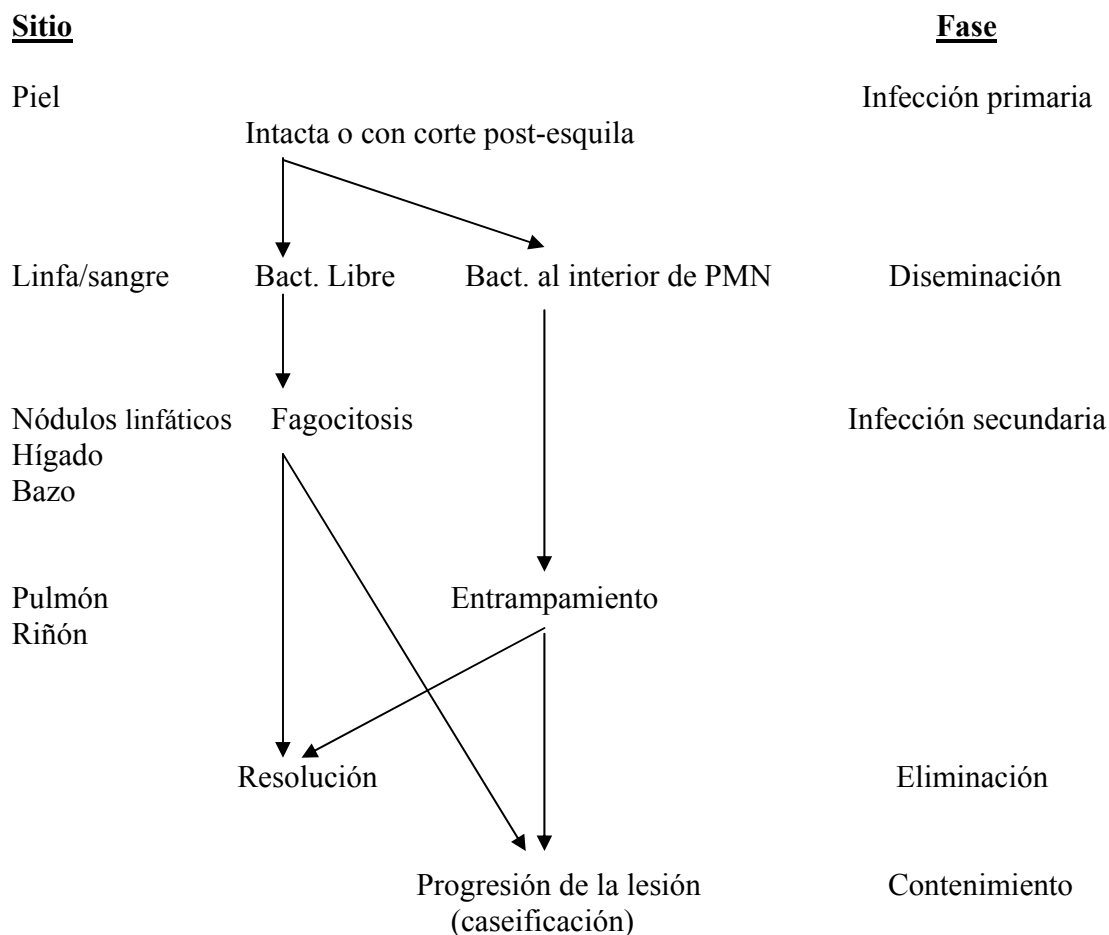 Sitio Fase
Piel Infección primaria
Intacta o con corte post-esquila
Linfa/sangre Bact. Libre Bact. al interior de PMN Diseminación
Nódulos linfáticos Fagocitosis Infección secundaria
Hígado
Bazo
Pulmón Entrampamiento
Riñón
Resolución Eliminación
Progresión de la lesión Contenimiento
(caseificación)